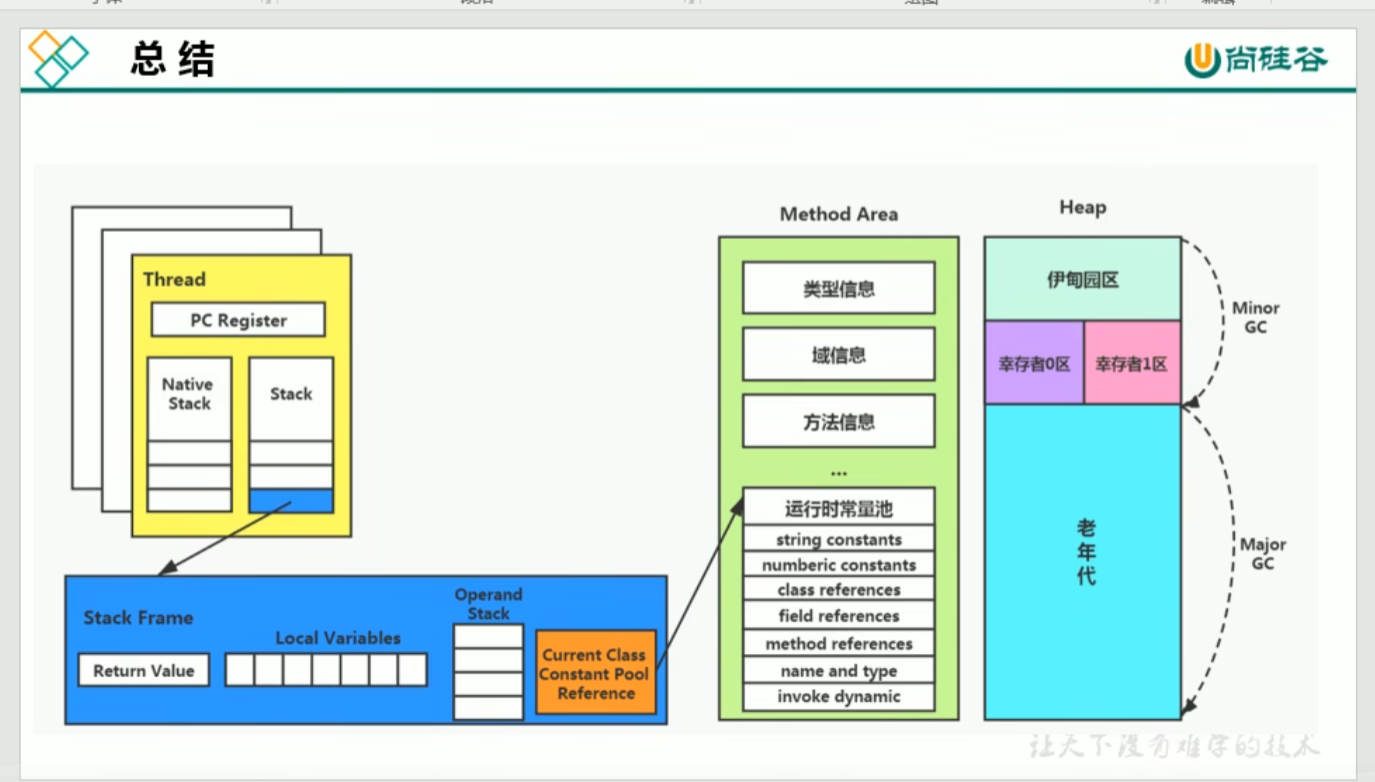 总结
尚硅谷
Thread
PC Register
Native
Stack
Stack
Stack Frame
Return Value
Local Variables
Operand
Stack
Current Class
Constant Pool
Reference
Method Area
类型信息
域信息
方法信息
...
运行时常量池
string constants
numberic constants
class references
field references
method references
name and type
invoke dynamic
Heap
伊甸园区
幸存者0区
幸存者1区
老
年
代
Minor
GC
Major
GC
让天下没有难学的技术